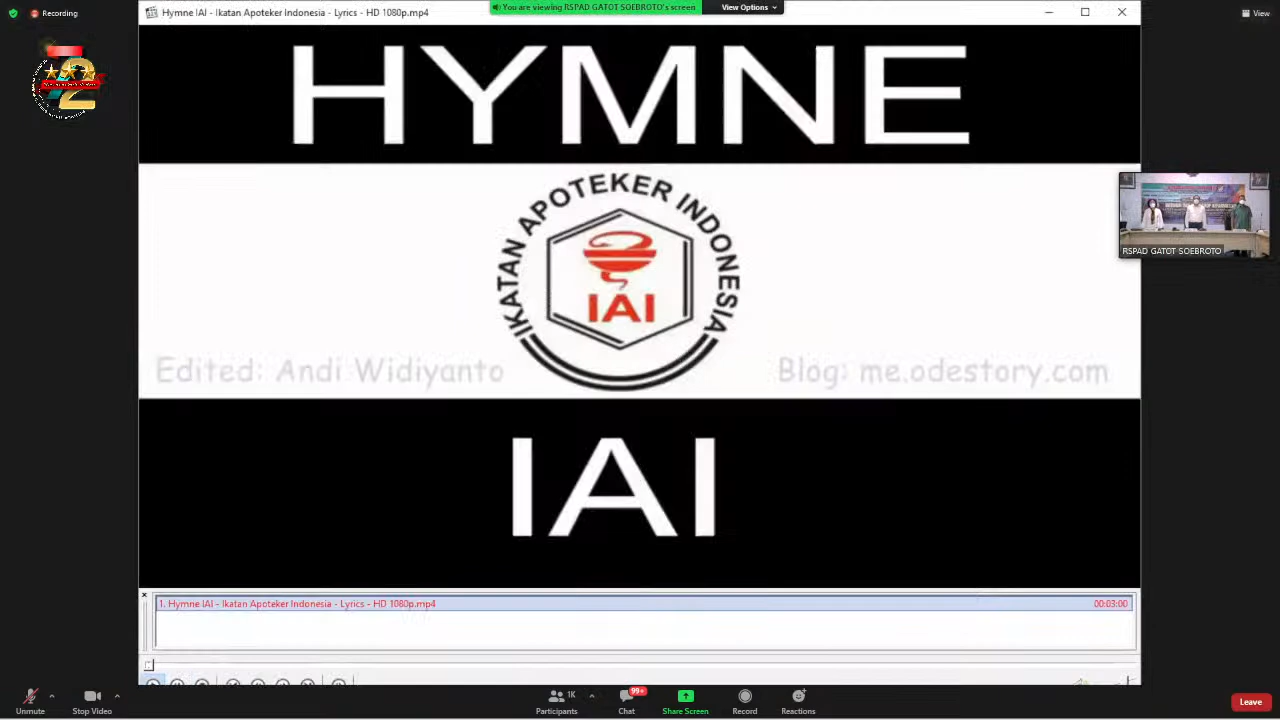 Hymne IAI - Ikatan Apoteker Indonesia - Lyrics - HD 1080p.mp4
You are viewing RSPAD GATOT SOEBROTO's screen
View Options
Recording
View
HYMNE
IKATAN APOTEKER INDONESIA
IAI
RSPAD GATOT SOEBROTO
Edited: Andi Widiyanto
Blog: me.odestory.com
IAI
1. Hymne IAI - Ikatan Apoteker Indonesia - Lyrics - HD 1080p.mp4
00:03:00
Unmute
Stop Video
Participants
1K
Chat
99+
Share Screen
Record
Reactions
Leave